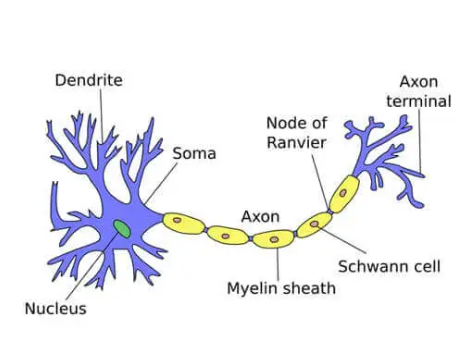 Dendrite
Axon
terminal
Node of
Ranvier
Soma
Axon
Schwann cell
Myelin sheath
Nucleus